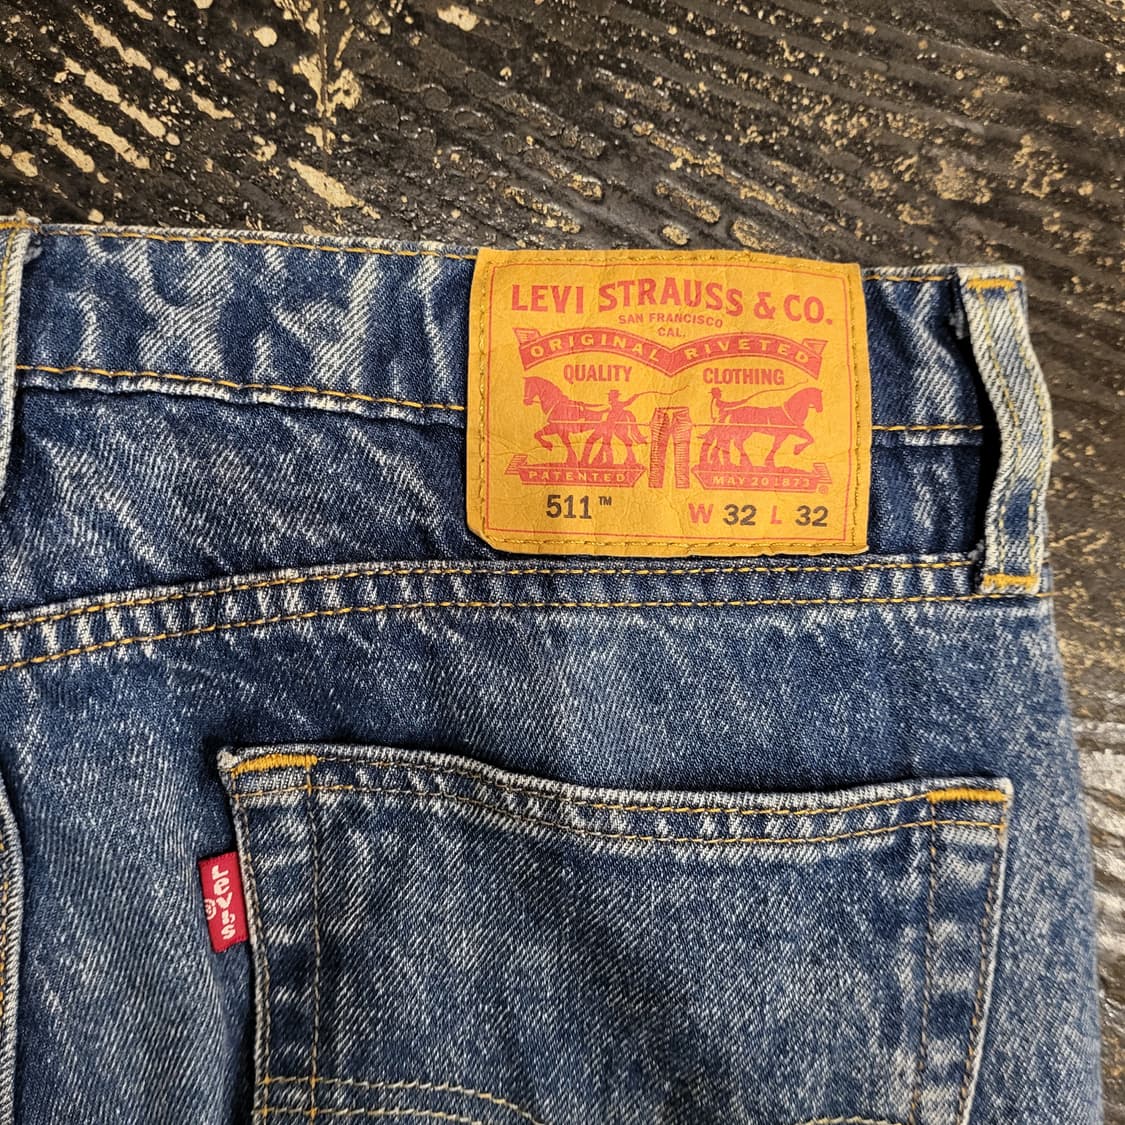 LEVI STRAUSS & CO.
SAN FRANCISCO
CAL.
ORIGINAL RIVETED
QUALITY CLOTHING
PATENTED MAY 20 1873
511™ W 32 L 32
LEVI'S
®